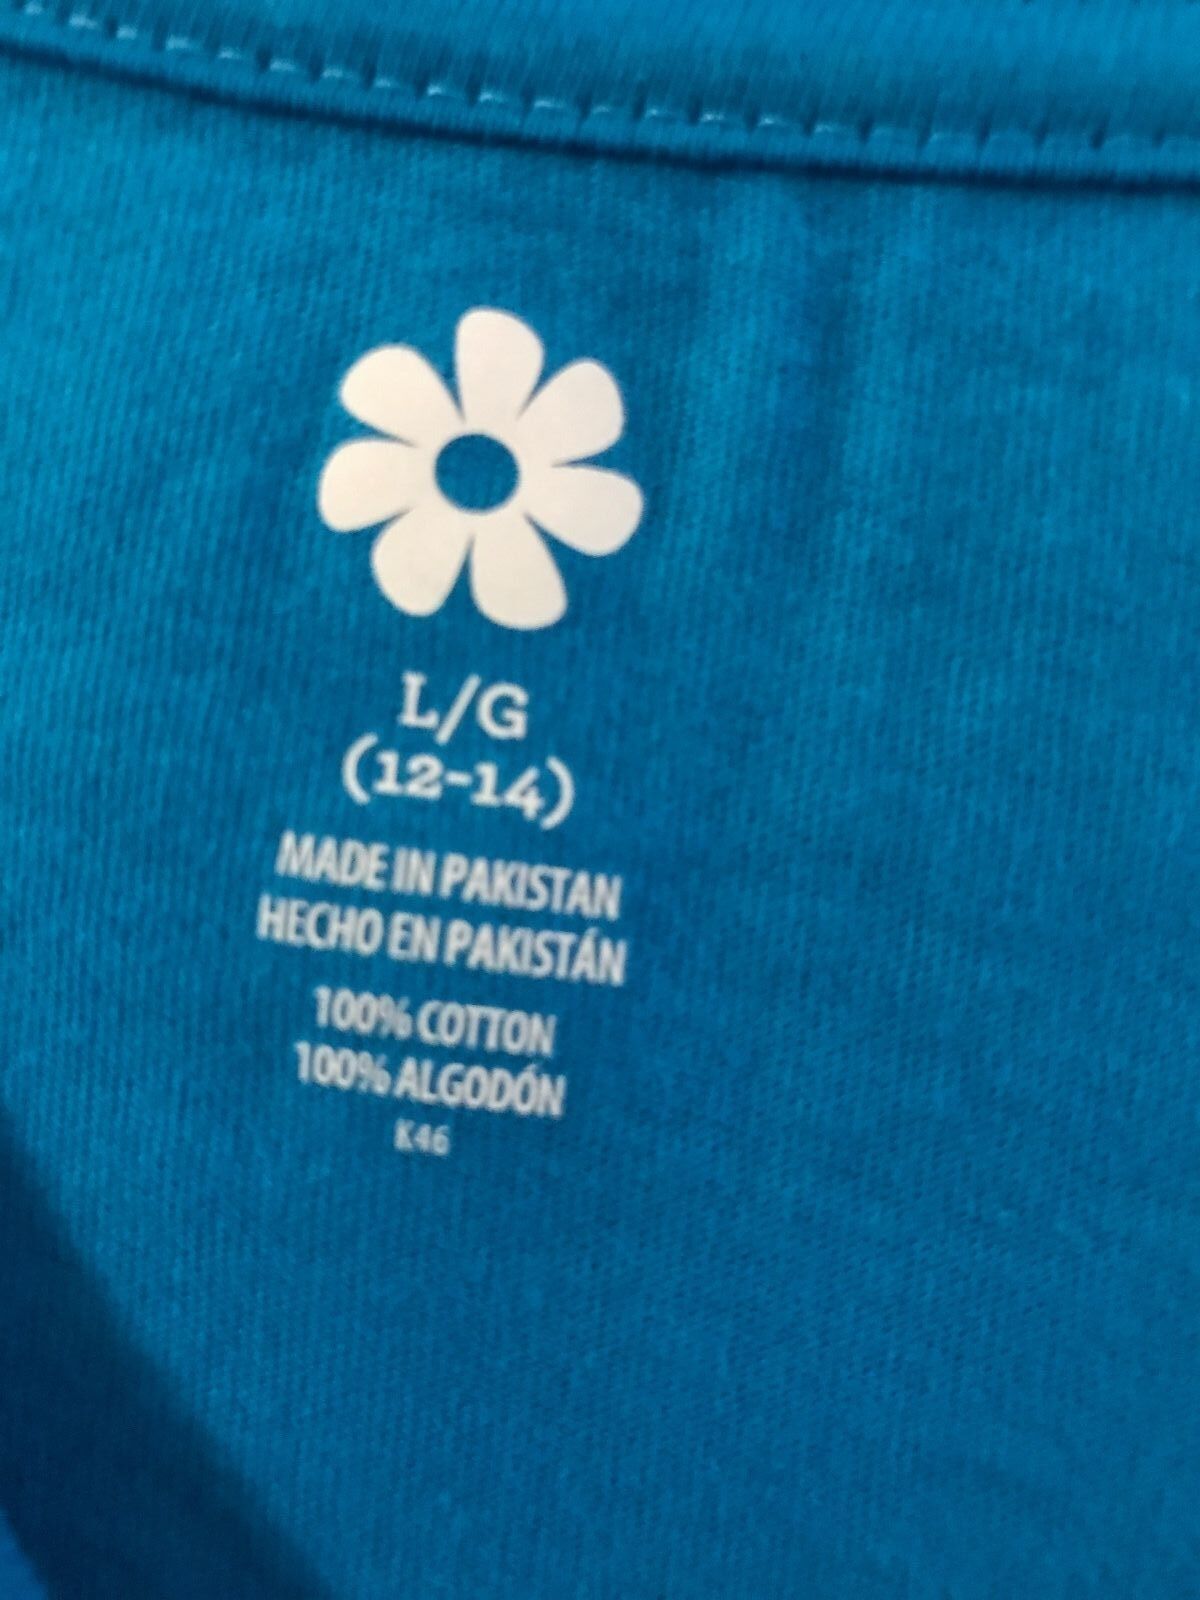 L/G
(12-14)
MADE IN PAKISTAN
HECHO EN PAKISTÁN
100% COTTON
100% ALGODÓN
K46